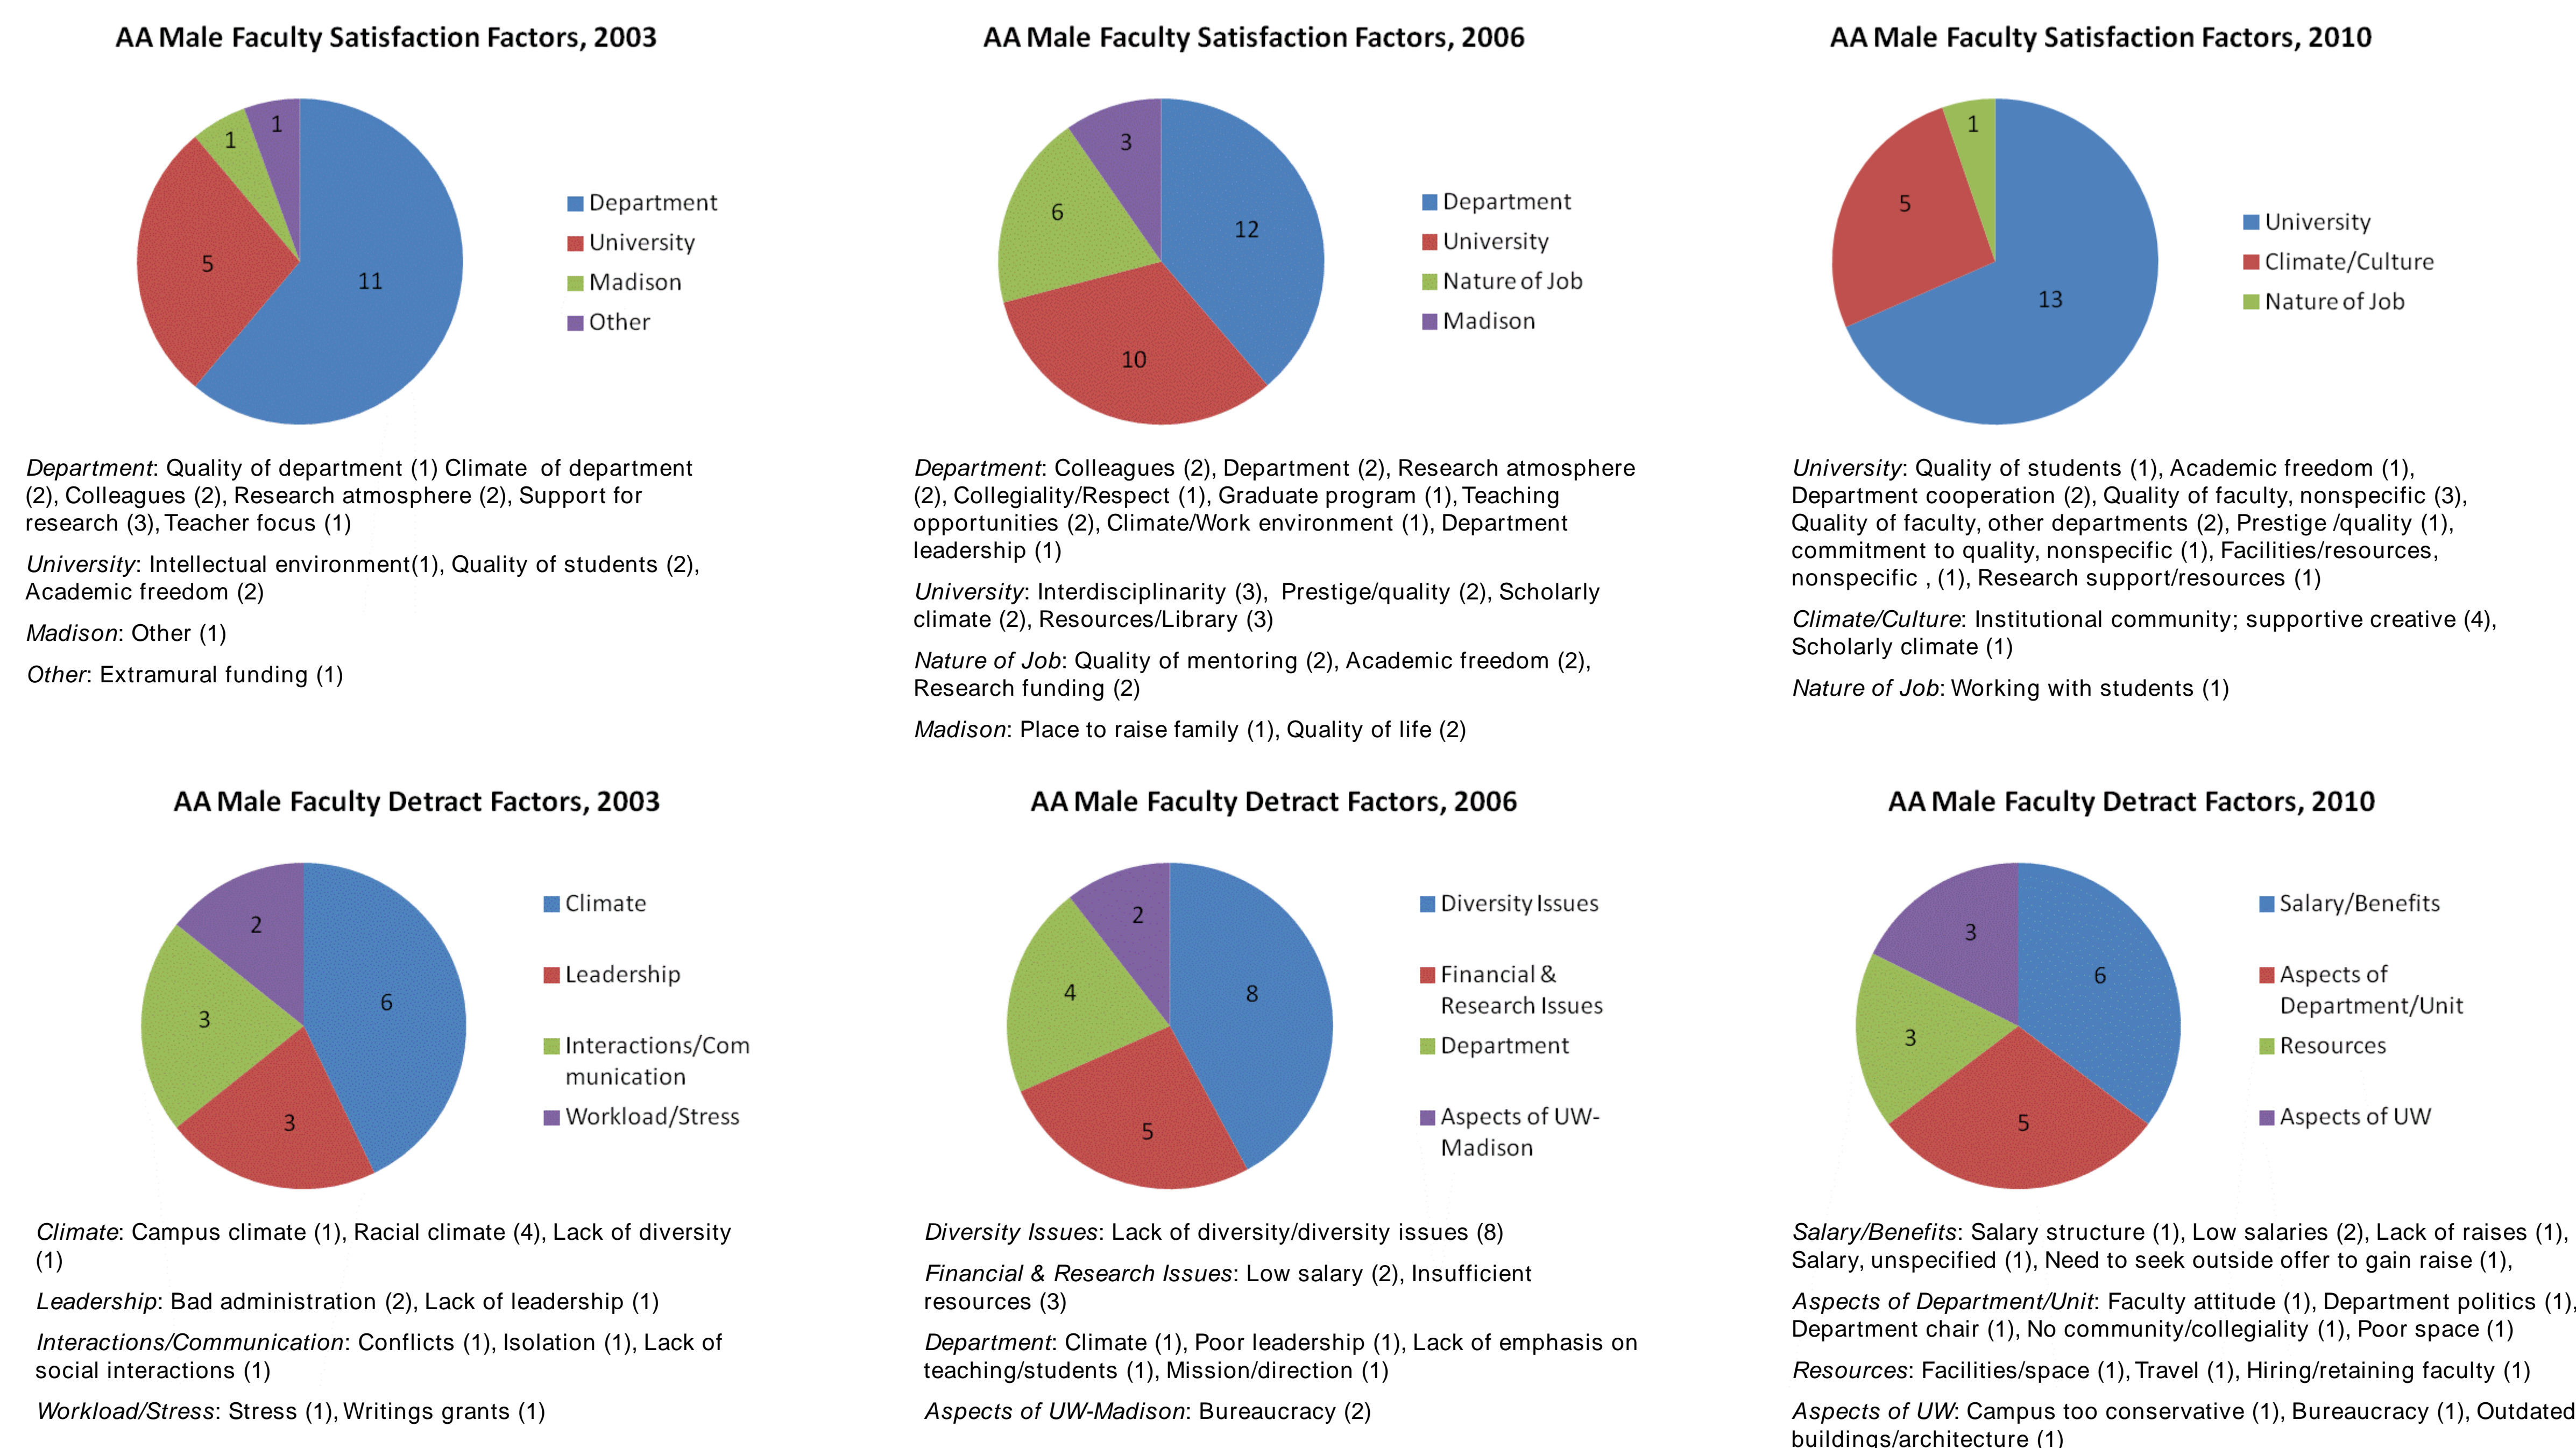 AA Male Faculty Satisfaction Factors, 2003
1
1
5
11
Department
University
Madison
Other
Department: Quality of department (1) Climate  of department
(2), Colleagues (2), Research atmosphere (2), Support for
research (3), Teacher focus (1)
University: Intellectual environment(1), Quality of students (2),
Academic freedom (2)
Madison: Other (1)
Other: Extramural funding (1)
AA Male Faculty Satisfaction Factors, 2006
3
6
12
10
Department
University
Nature of Job
Madison
Department: Colleagues (2), Department (2), Research atmosphere
(2), Collegiality/Respect (1), Graduate program (1), Teaching
opportunities (2), Climate/Work environment (1), Department
leadership (1)
University: Interdisciplinarity (3),  Prestige/quality (2), Scholarly
climate (2), Resources/Library (3)
Nature of Job: Quality of mentoring (2), Academic freedom (2),
Research funding (2)
Madison: Place to raise family (1), Quality of life (2)
AA Male Faculty Satisfaction Factors, 2010
1
5
13
University
Climate/Culture
Nature of Job
University: Quality of students (1), Academic freedom (1),
Department cooperation (2), Quality of faculty, nonspecific (3),
Quality of faculty, other departments (2), Prestige /quality (1),
commitment to quality, nonspecific (1), Facilities/resources,
nonspecific , (1), Research support/resources (1)
Climate/Culture: Institutional community; supportive creative (4),
Scholarly climate (1)
Nature of Job: Working with students (1)
AA Male Faculty Detract Factors, 2003
2
6
3
3
Climate
Leadership
Interactions/Com
munication
Workload/Stress
Climate: Campus climate (1), Racial climate (4), Lack of diversity
(1)
Leadership: Bad administration (2), Lack of leadership (1)
Interactions/Communication: Conflicts (1), Isolation (1), Lack of
social interactions (1)
Workload/Stress: Stress (1), Writings grants (1)
AA Male Faculty Detract Factors, 2006
2
4
8
5
Diversity Issues
Financial &
Research Issues
Department
Aspects of UW-
Madison
Diversity Issues: Lack of diversity/diversity issues (8)
Financial & Research Issues: Low salary (2), Insufficient
resources (3)
Department: Climate (1), Poor leadership (1), Lack of emphasis on
teaching/students (1), Mission/direction (1)
Aspects of UW-Madison: Bureaucracy (2)
AA Male Faculty Detract Factors, 2010
3
6
3
5
Salary/Benefits
Aspects of
Department/Unit
Resources
Aspects of UW
Salary/Benefits: Salary structure (1), Low salaries (2), Lack of raises (1),
Salary, unspecified (1), Need to seek outside offer to gain raise (1),
Aspects of Department/Unit: Faculty attitude (1), Department politics (1),
Department chair (1), No community/collegiality (1), Poor space (1)
Resources: Facilities/space (1), Travel (1), Hiring/retaining faculty (1)
Aspects of UW: Campus too conservative (1), Bureaucracy (1), Outdated
buildings/architecture (1)